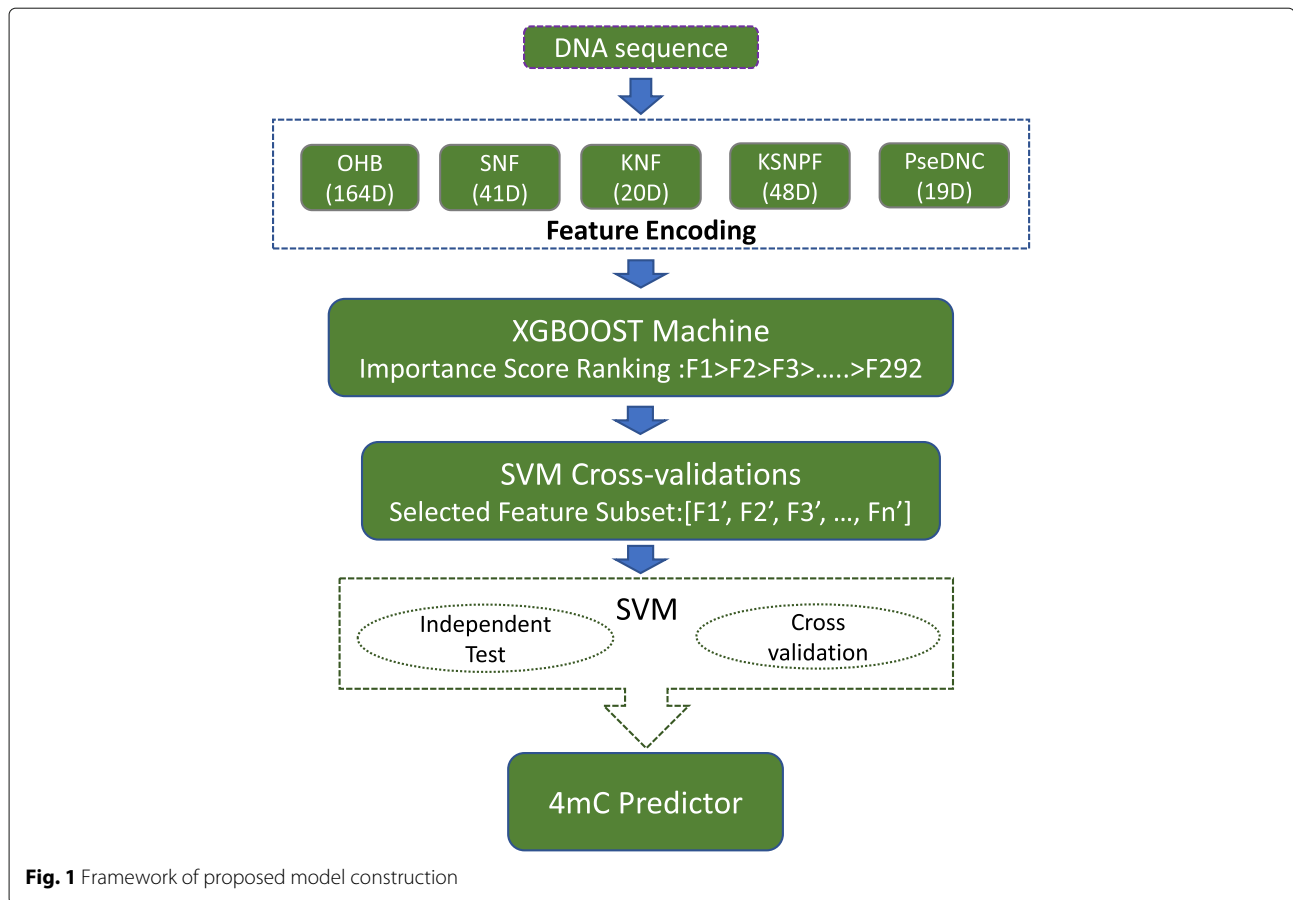 DNA sequence
OHB
(164D)
SNF
(41D)
KNF
(20D)
KSNPF
(48D)
PseDNC
(19D)
Feature Encoding
XGBOOST Machine
Importance Score Ranking :F1>F2>F3>.....>F292
SVM Cross-validations
Selected Feature Subset:[F1’, F2’, F3’, …, Fn’]
SVM
Independent
Test
Cross
validation
4mC Predictor
Fig. 1 Framework of proposed model construction